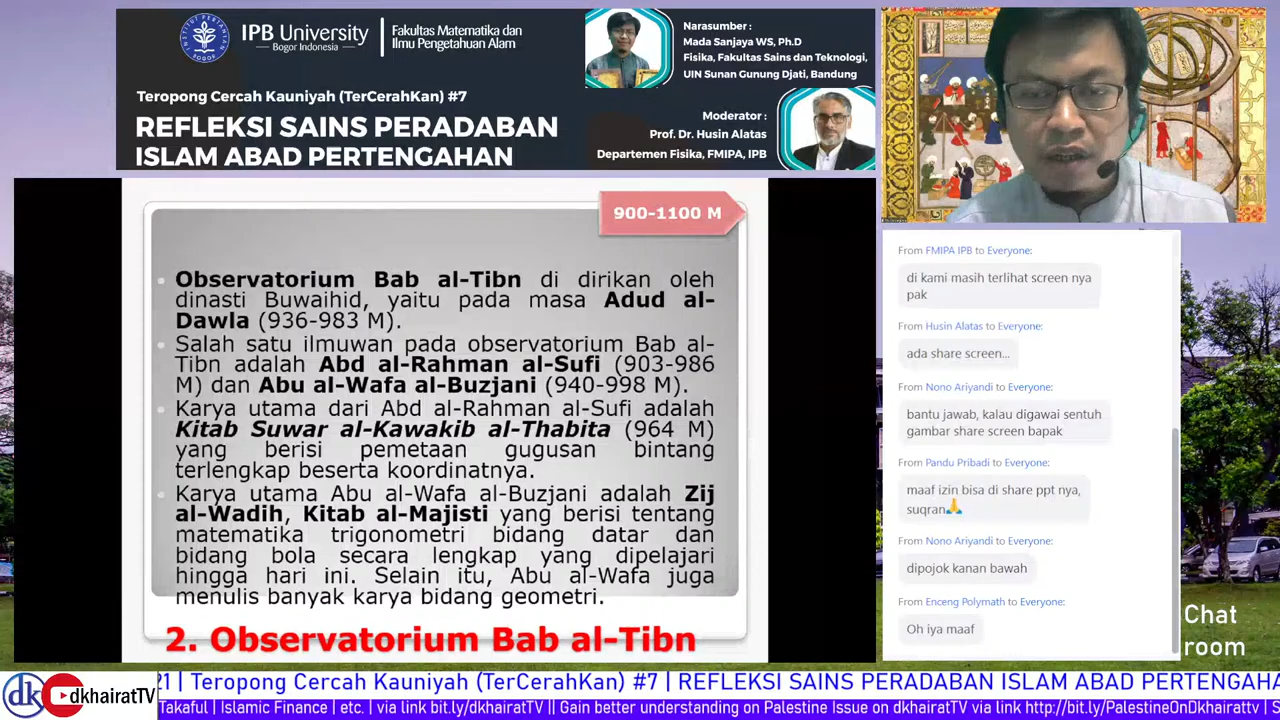 IPB University
Bogor Indonesia
Fakultas Matematika dan
Ilmu Pengetahuan Alam
Teropong Cercah Kauniyah (TerCerahKan) #7
REFLEKSI SAINS PERADABAN
ISLAM ABAD PERTENGAHAN
Narasumber :
Mada Sanjaya WS, Ph.D
Fisika, Fakultas Sains dan Teknologi,
UIN Sunan Gunung Djati, Bandung
Moderator :
Prof. Dr. Husin Alatas
Departemen Fisika, FMIPA, IPB
900-1100 M
Observatorium Bab al-Tibn di dirikan oleh
dinasti Buwaihid, yaitu pada masa Adud al-
Dawla (936-983 M).
Salah satu ilmuwan pada observatorium Bab al-
Tibn adalah Abd al-Rahman al-Sufi (903-986
M) dan Abu al-Wafa al-Buzjani (940-998 M).
Karya utama dari Abd al-Rahman al-Sufi adalah
Kitab Suwar al-Kawakib al-Thabita (964 M)
yang berisi pemetaan gugusan bintang
terlengkap beserta koordinatnya.
Karya utama Abu al-Wafa al-Buzjani adalah Zij
al-Wadih, Kitab al-Majisti yang berisi tentang
matematika trigonometri bidang datar dan
bidang bola secara lengkap yang dipelajari
hingga hari ini. Selain itu, Abu al-Wafa juga
menulis banyak karya bidang geometri.
2. Observatorium Bab al-Tibn
From FMIPA IPB to Everyone:
di kami masih terlihat screen nya
pak
From Husin Alatas to Everyone:
ada share screen...
From Nono Ariyandi to Everyone:
bantu jawab, kalau digawai sentuh
gambar share screen bapak
From Pandu Pribadi to Everyone:
maaf izin bisa di share ppt nya,
suqran🙏
From Nono Ariyandi to Everyone:
dipojok kanan bawah
From Enceng Polymath to Everyone:
Oh iya maaf
Chat
room
dk dkhairatTV
21 | Teropong Cercah Kauniyah (TerCerahKan) #7 | REFLEKSI SAINS PERADABAN ISLAM ABAD PERTENGAHA
Takaful | Islamic Finance | etc. | via link bit.ly/dkhairatTV || Gain better understanding on Palestine Issue on dkhairatTV via link http://bit.ly/PalestineOnDkhairattv | S